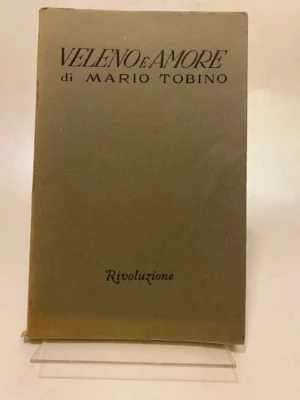 VELENO E AMORE
di MARIO TOBINO
Rivoluzione